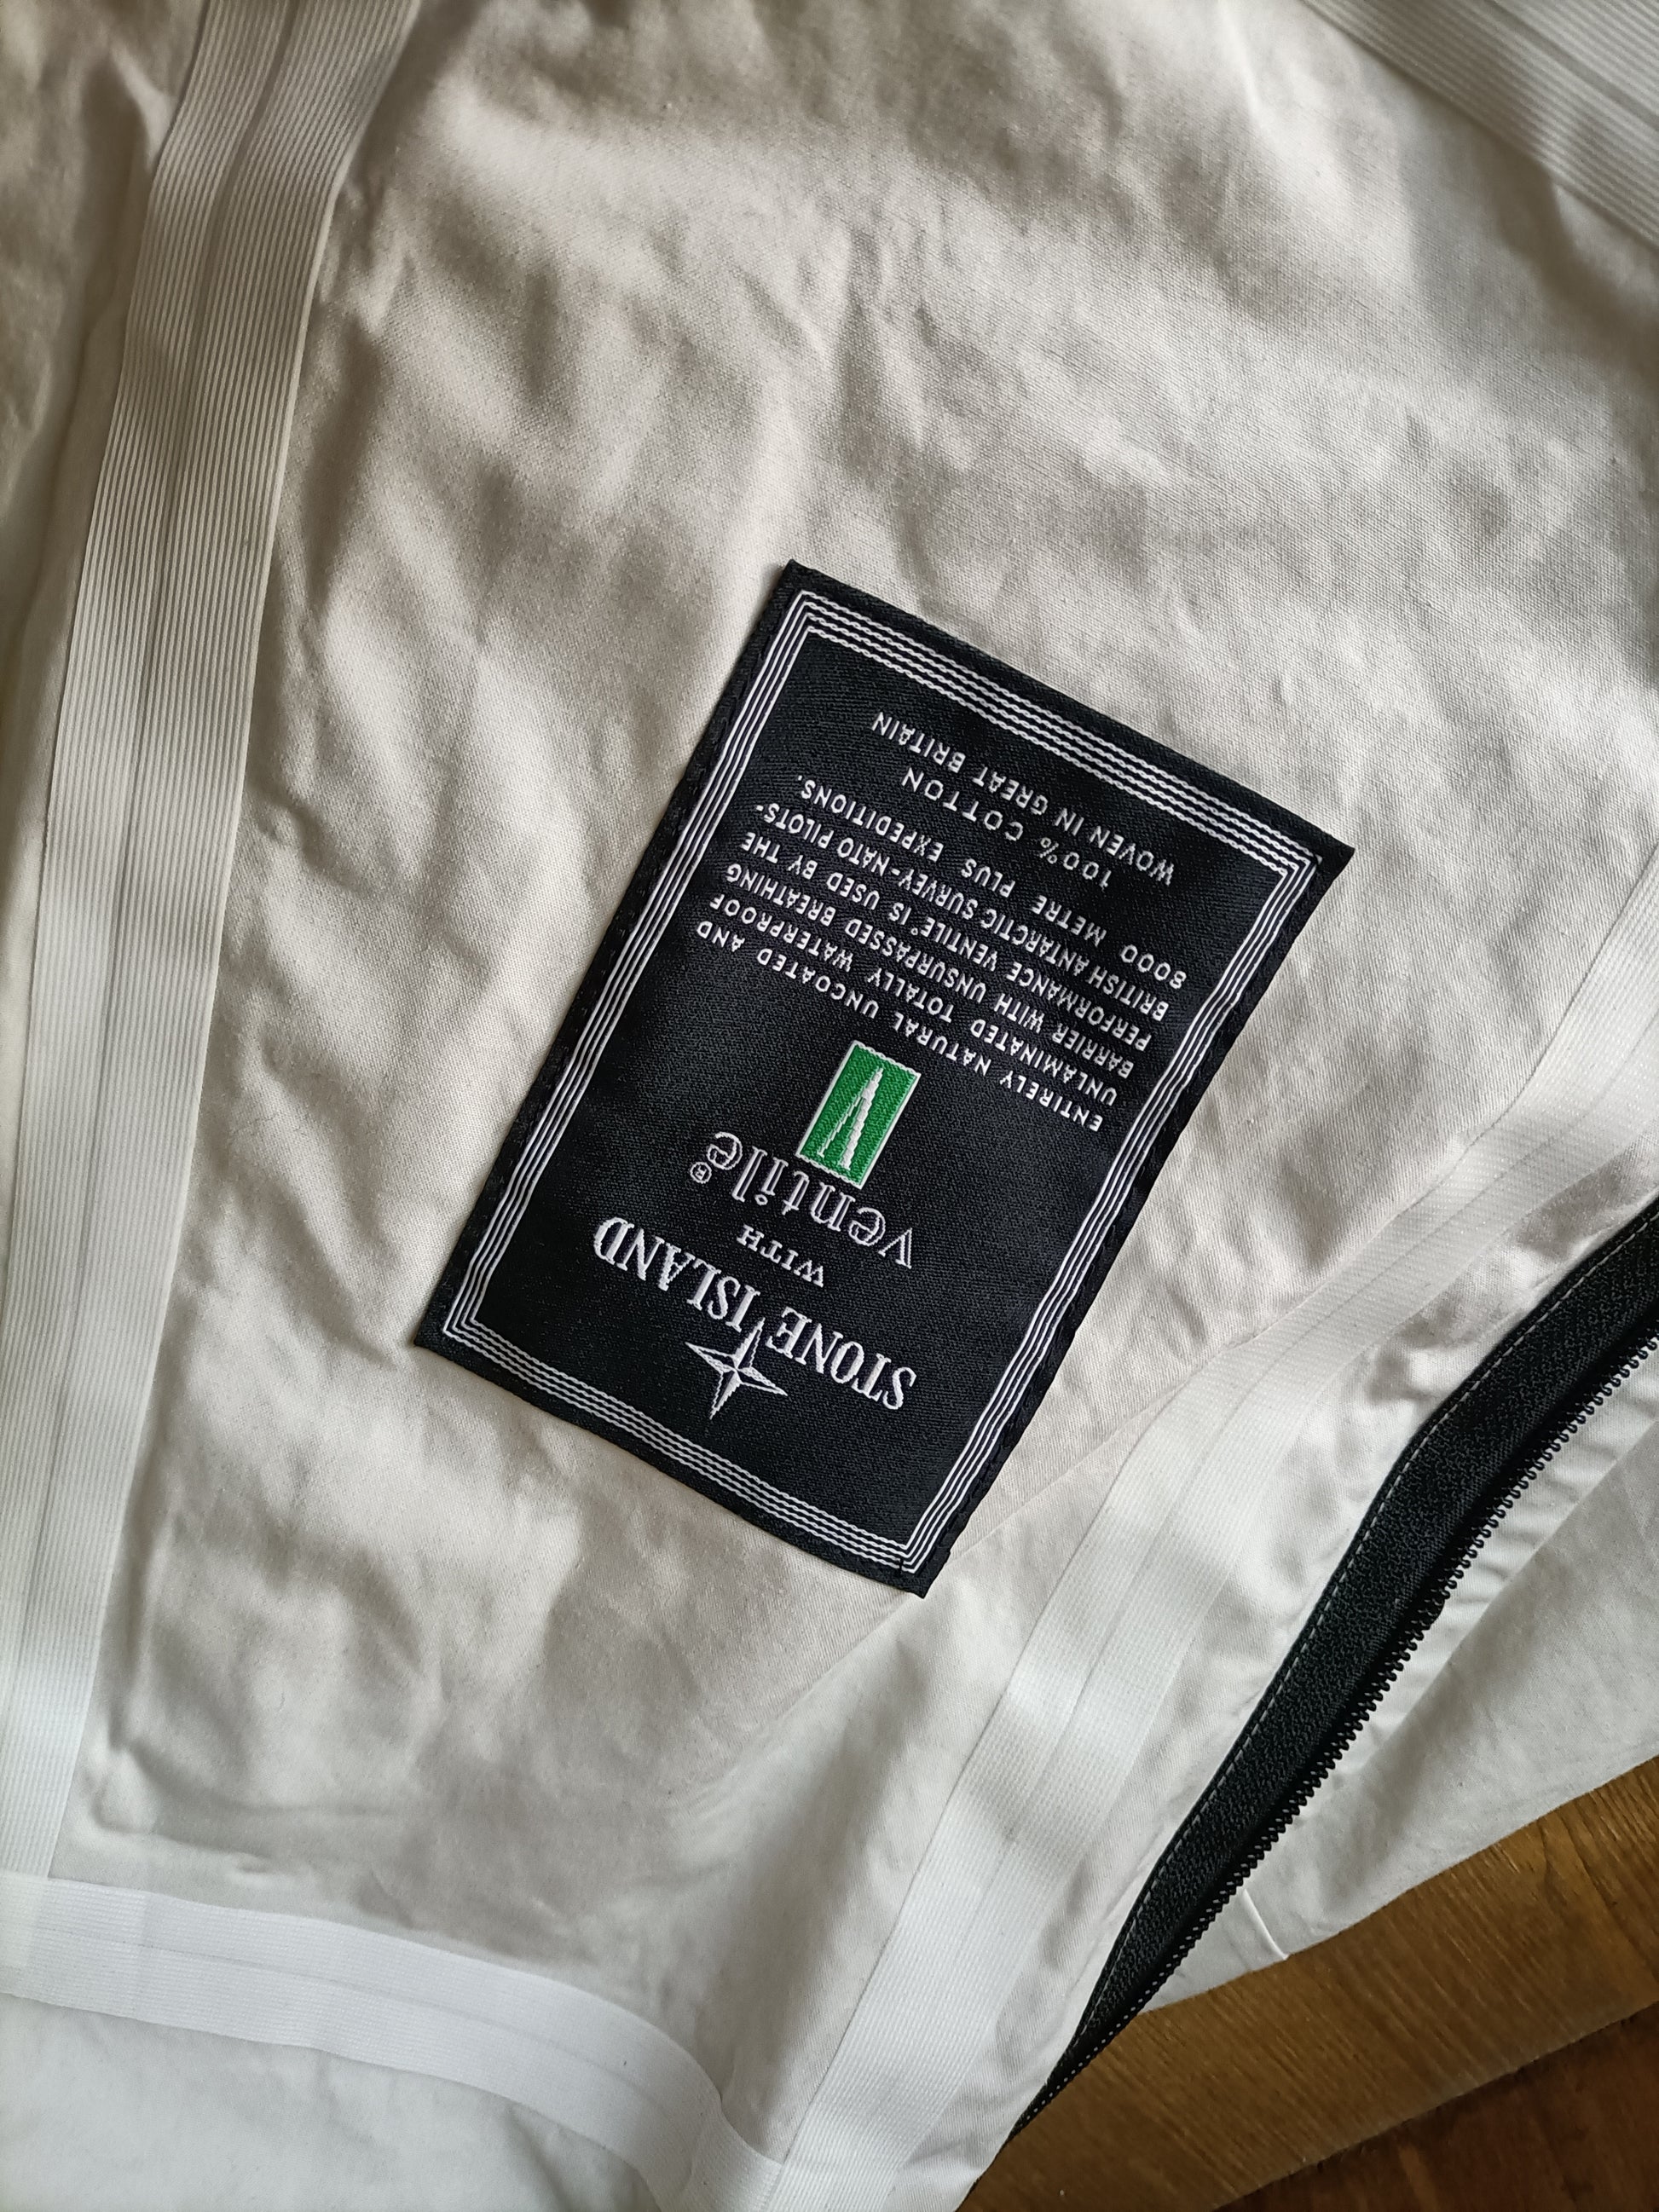 STONE ISLAND
WITH
ventile®
ENTIRELY NATURAL UNCOATED AND
UNLAMINATED TOTALLY WATERPROOF
BARRIER WITH UNSURPASSED BREATHING
PERFORMANCE VENTILE® IS USED BY THE
BRITISH ANTARCTIC SURVEY-NATO PILOTS-
8000 METRE PLUS EXPEDITIONS.
100% COTTON
WOVEN IN GREAT BRITAIN